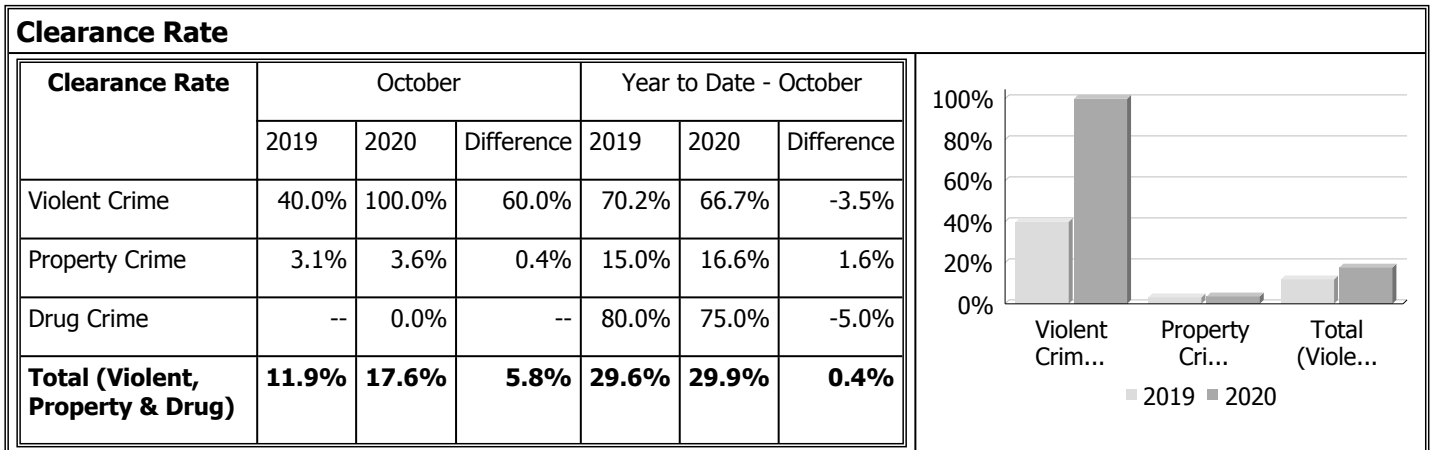 Clearance Rate
Clearance Rate October Year to Date - October
2019 2020 Difference 2019 2020 Difference
Violent Crime 40.0% 100.0% 60.0% 70.2% 66.7% -3.5%
Property Crime 3.1% 3.6% 0.4% 15.0% 16.6% 1.6%
Drug Crime -- 0.0% -- 80.0% 75.0% -5.0%
Total (Violent, 11.9% 17.6% 5.8% 29.6% 29.9% 0.4%
Property & Drug)
100%
80%
60%
40%
20%
0%
Violent Property Total
Crim... Cri... (Viole...
2019 2020